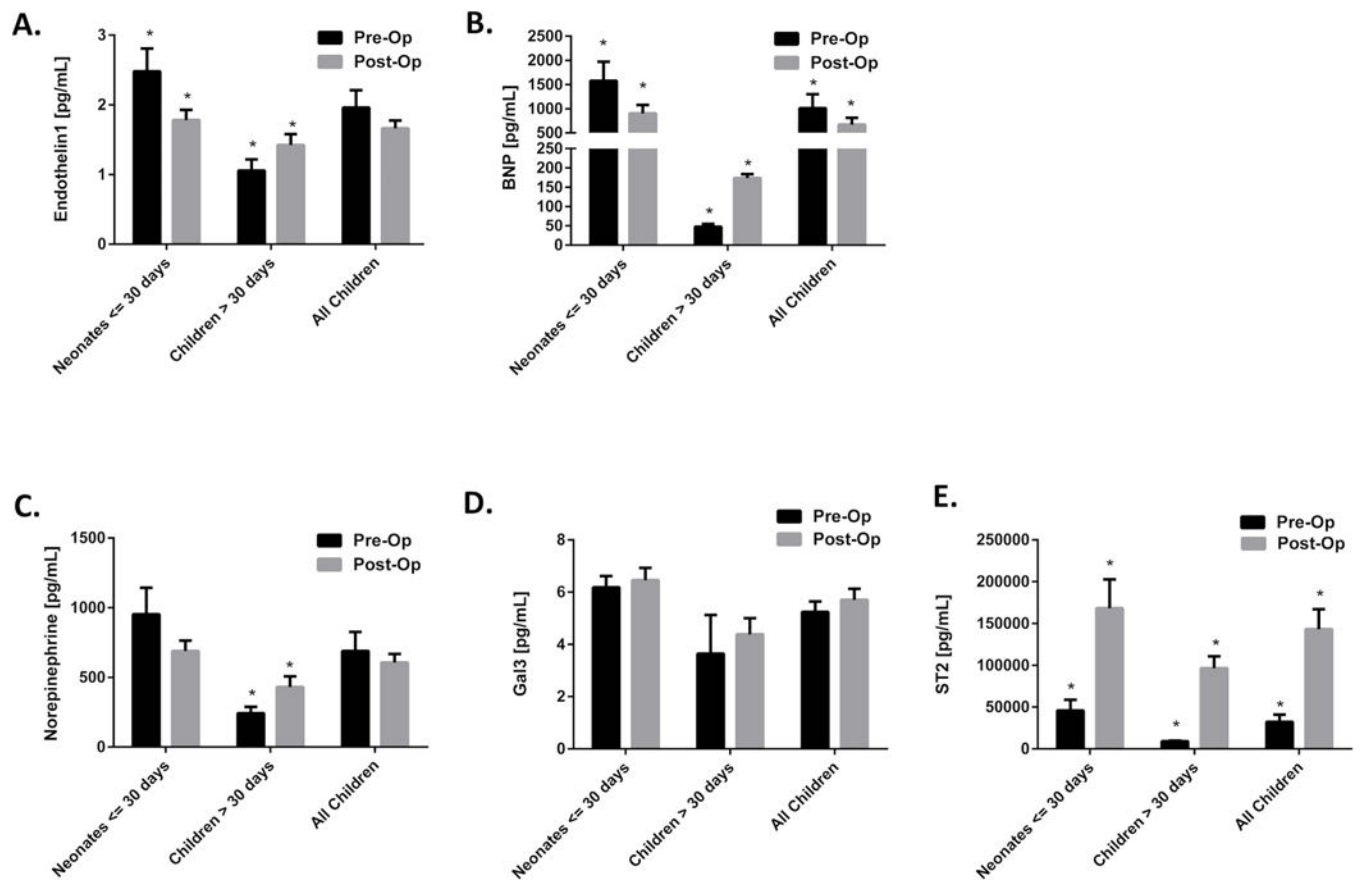 A.
Endothelin1 [pg/mL]
3
2
1
0
* * * *
Pre-Op
Post-Op
Neonates <= 30 days
Children > 30 days
All Children
B.
BNP [pg/mL]
2500
2000
1500
1000
500
250
200
150
100
50
0
* * * * * *
Pre-Op
Post-Op
Neonates <= 30 days
Children > 30 days
All Children
C.
Norepinephrine [pg/mL]
1500
1000
500
0
* *
Pre-Op
Post-Op
Neonates <= 30 days
Children > 30 days
All Children
D.
Gal3 [pg/mL]
8
6
4
2
0
Pre-Op
Post-Op
Neonates <= 30 days
Children > 30 days
All Children
E.
ST2 [pg/mL]
250000
200000
150000
100000
50000
0
* * * * * *
Pre-Op
Post-Op
Neonates <= 30 days
Children > 30 days
All Children